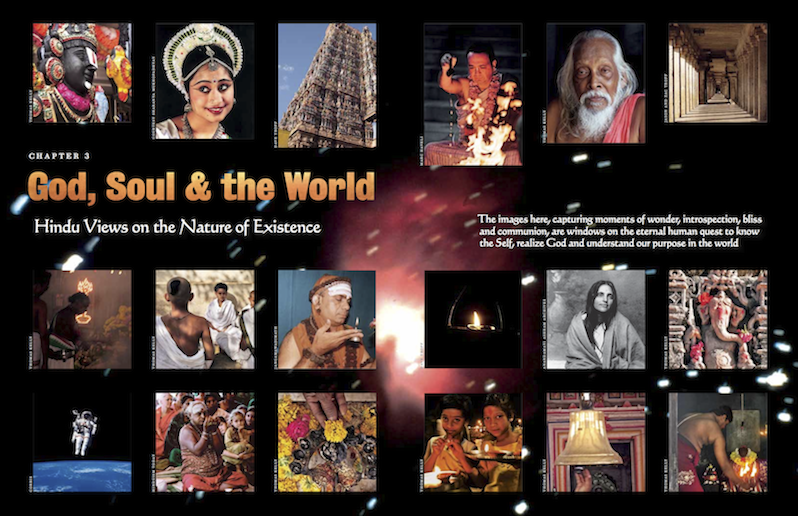 CHAPTER 3
God, Soul & the World
Hindu Views on the Nature of Existence
The images here, capturing moments of wonder, introspection, bliss
and communion, are windows on the eternal human quest to know
the Self, realize God and understand our purpose in the world